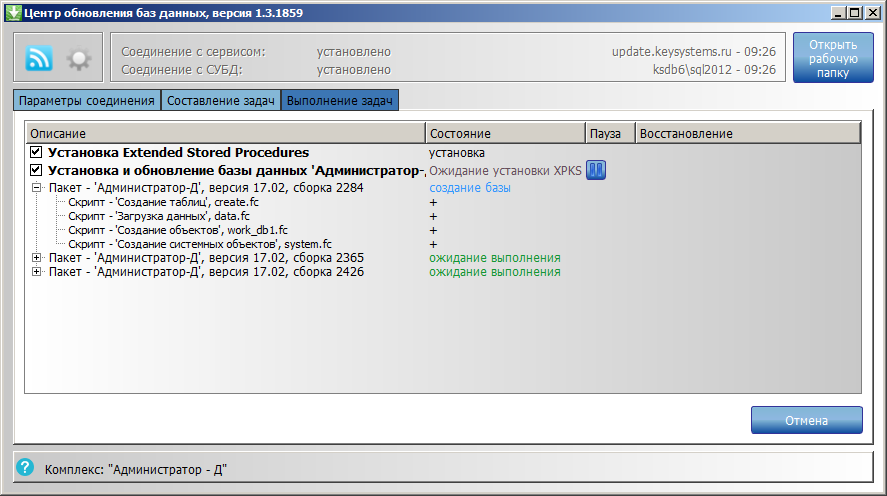 Центр обновления баз данных, версия 1.3.1859
Соединение с сервисом: установлено update.keysystems.ru - 09:26
Соединение с СУБД: установлено ksdb6\sql2012 - 09:26
Открыть
рабочую
папку
Параметры соединения Составление задач Выполнение задач
Описание Состояние Пауза Восстановление
Установка Extended Stored Procedures установка
Установка и обновление базы данных 'Администратор-, Ожидание установки XPKS
Пакет - 'Администратор-Д', версия 17.02, сборка 2284 создание базы
Скрипт - 'Создание таблиц', create.fc +
Скрипт - 'Загрузка данных', data.fc +
Скрипт - 'Создание объектов', work_db1.fc +
Скрипт - 'Создание системных объектов', system.fc +
Пакет - 'Администратор-Д', версия 17.02, сборка 2365 ожидание выполнения
Пакет - 'Администратор-Д', версия 17.02, сборка 2426 ожидание выполнения
Отмена
? Комплекс: "Администратор - Д"